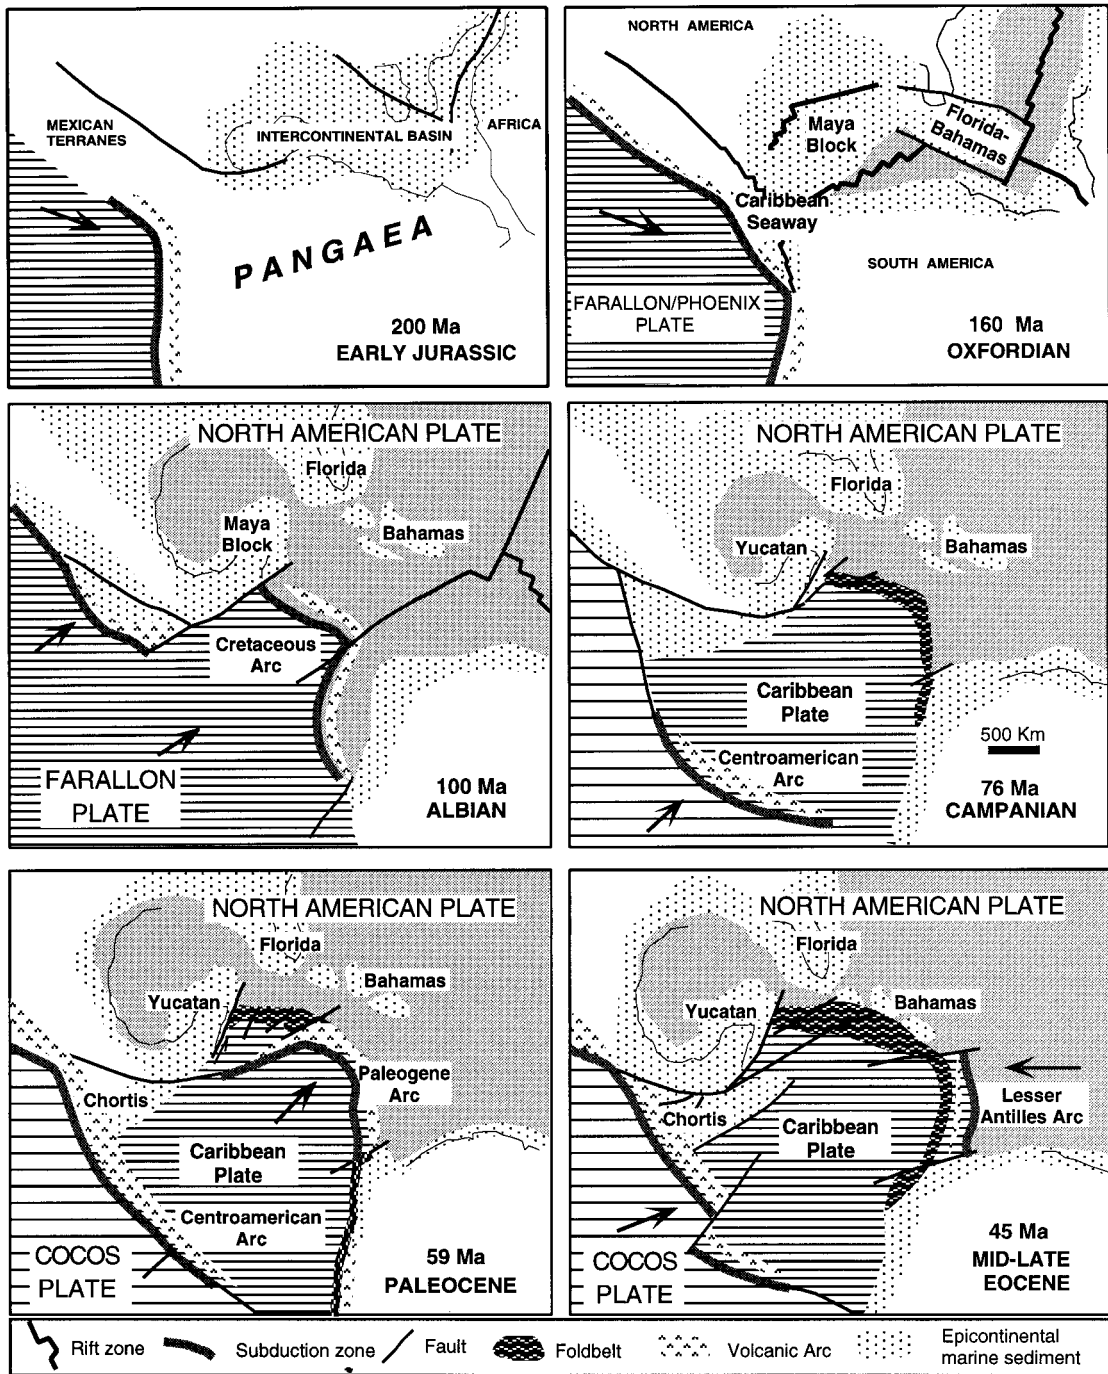 MEXICAN
TERRANES
INTERCONTINENTAL BASIN
AFRICA
PANGAEA
200 Ma
EARLY JURASSIC
NORTH AMERICA
Maya
Block
Florida-
Bahamas
Caribbean
Seaway
SOUTH AMERICA
FARALLON/PHOENIX
PLATE
160 Ma
OXFORDIAN
NORTH AMERICAN PLATE
Florida
Maya
Block
Bahamas
Cretaceous
Arc
FARALLON
PLATE
100 Ma
ALBIAN
NORTH AMERICAN PLATE
Florida
Yucatan
Bahamas
Caribbean
Plate
500 Km
Centroamerican
Arc
76 Ma
CAMPANIAN
NORTH AMERICAN PLATE
Florida
Bahamas
Yucatan
Chortis
Paleogene
Arc
Caribbean
Plate
Centroamerican
Arc
COCOS
PLATE
59 Ma
PALEOCENE
NORTH AMERICAN PLATE
Florida
Yucatan
Bahamas
Lesser
Antilles Arc
Chortis
Caribbean
Plate
COCOS
PLATE
45 Ma
MID-LATE
EOCENE
Rift zone
Subduction zone
Fault
Foldbelt
Volcanic Arc
Epicontinental
marine sediment